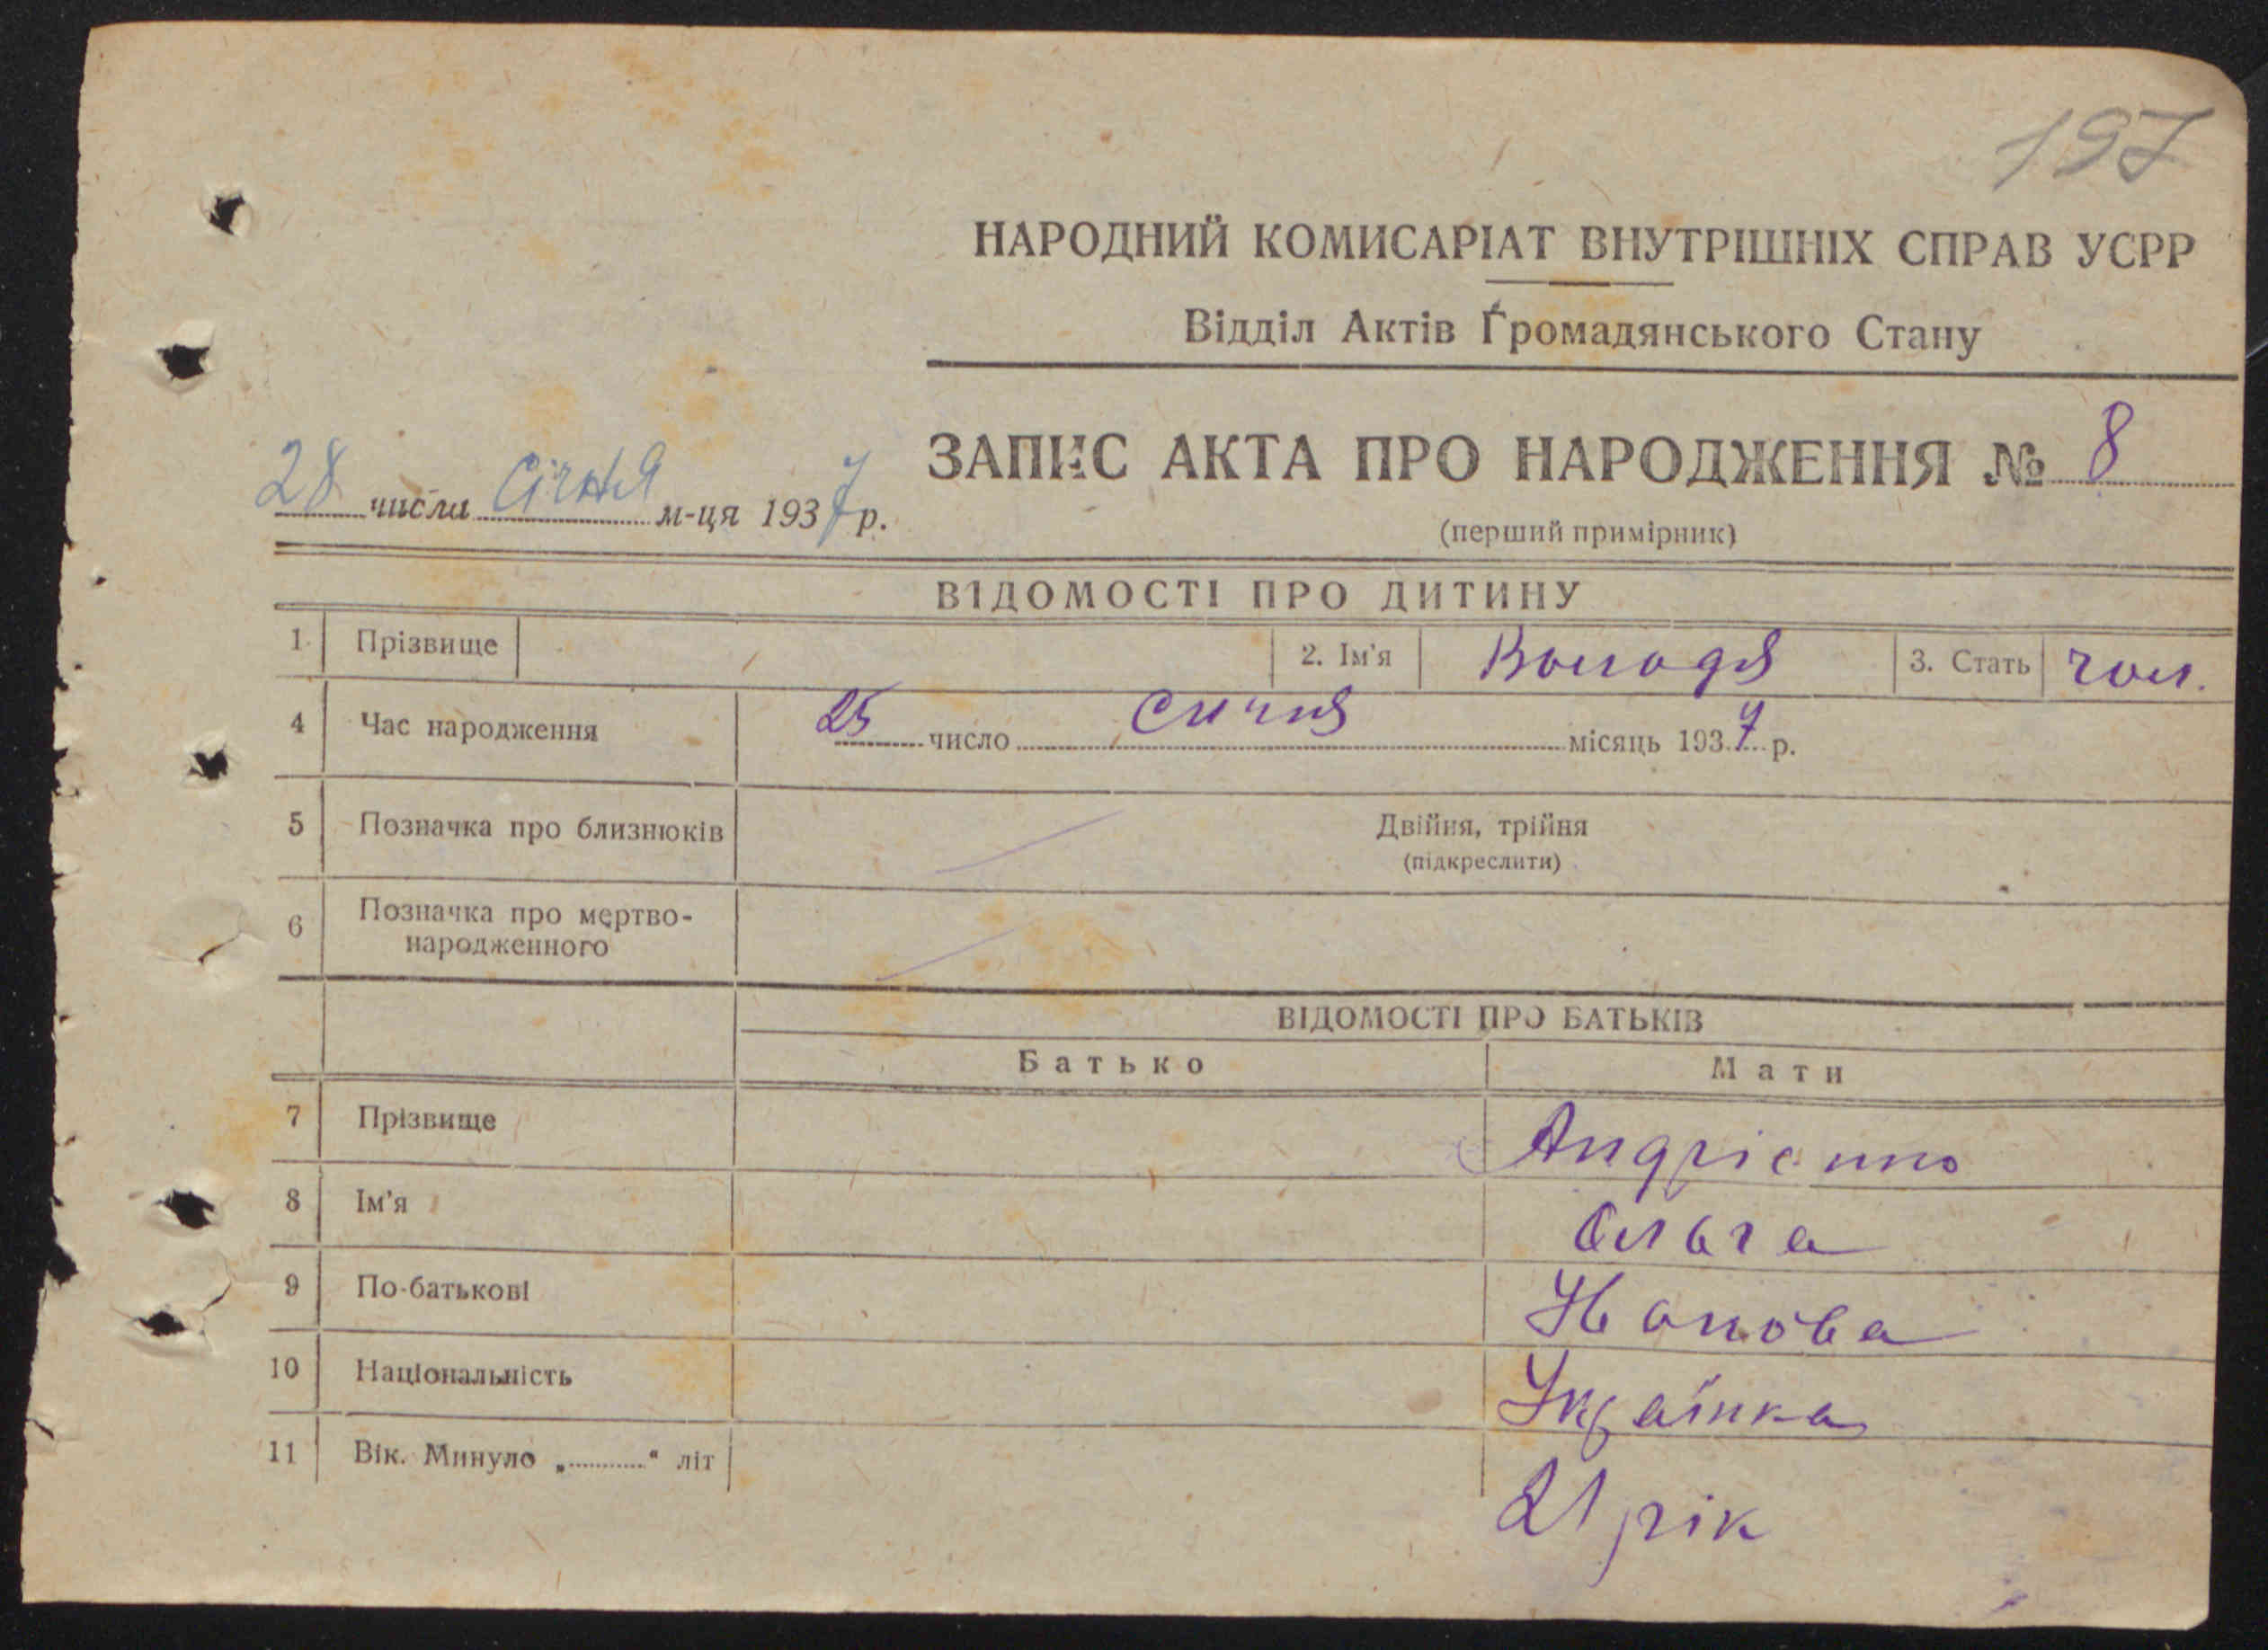 197
НАРОДНИЙ КОМИСАРІАТ ВНУТРІШНІХ СПРАВ УСРР
Відділ Актів Ґромадянського Стану
ЗАПИС АКТА ПРО НАРОДЖЕННЯ № 8
28 числа Січня м-ця 1937 р.
(перший примірник)
ВІДОМОСТІ ПРО ДИТИНУ
1 Прізвище 2. Ім'я Володя 3. Стать чол.
4 Час народження 25 число Сичня місяць 1937 р.
5 Позначка про близнюків Двійня, трійня
(підкреслити)
6 Позначка про мертво-
народженного
ВІДОМОСТІ ПРО БАТЬКІВ
Батько Мати
7 Прізвище Андрієнко
8 Ім'я Ольга
9 По-батькові
10 Національність Українка
11 Вік. Минуло „............" літ 21 рік